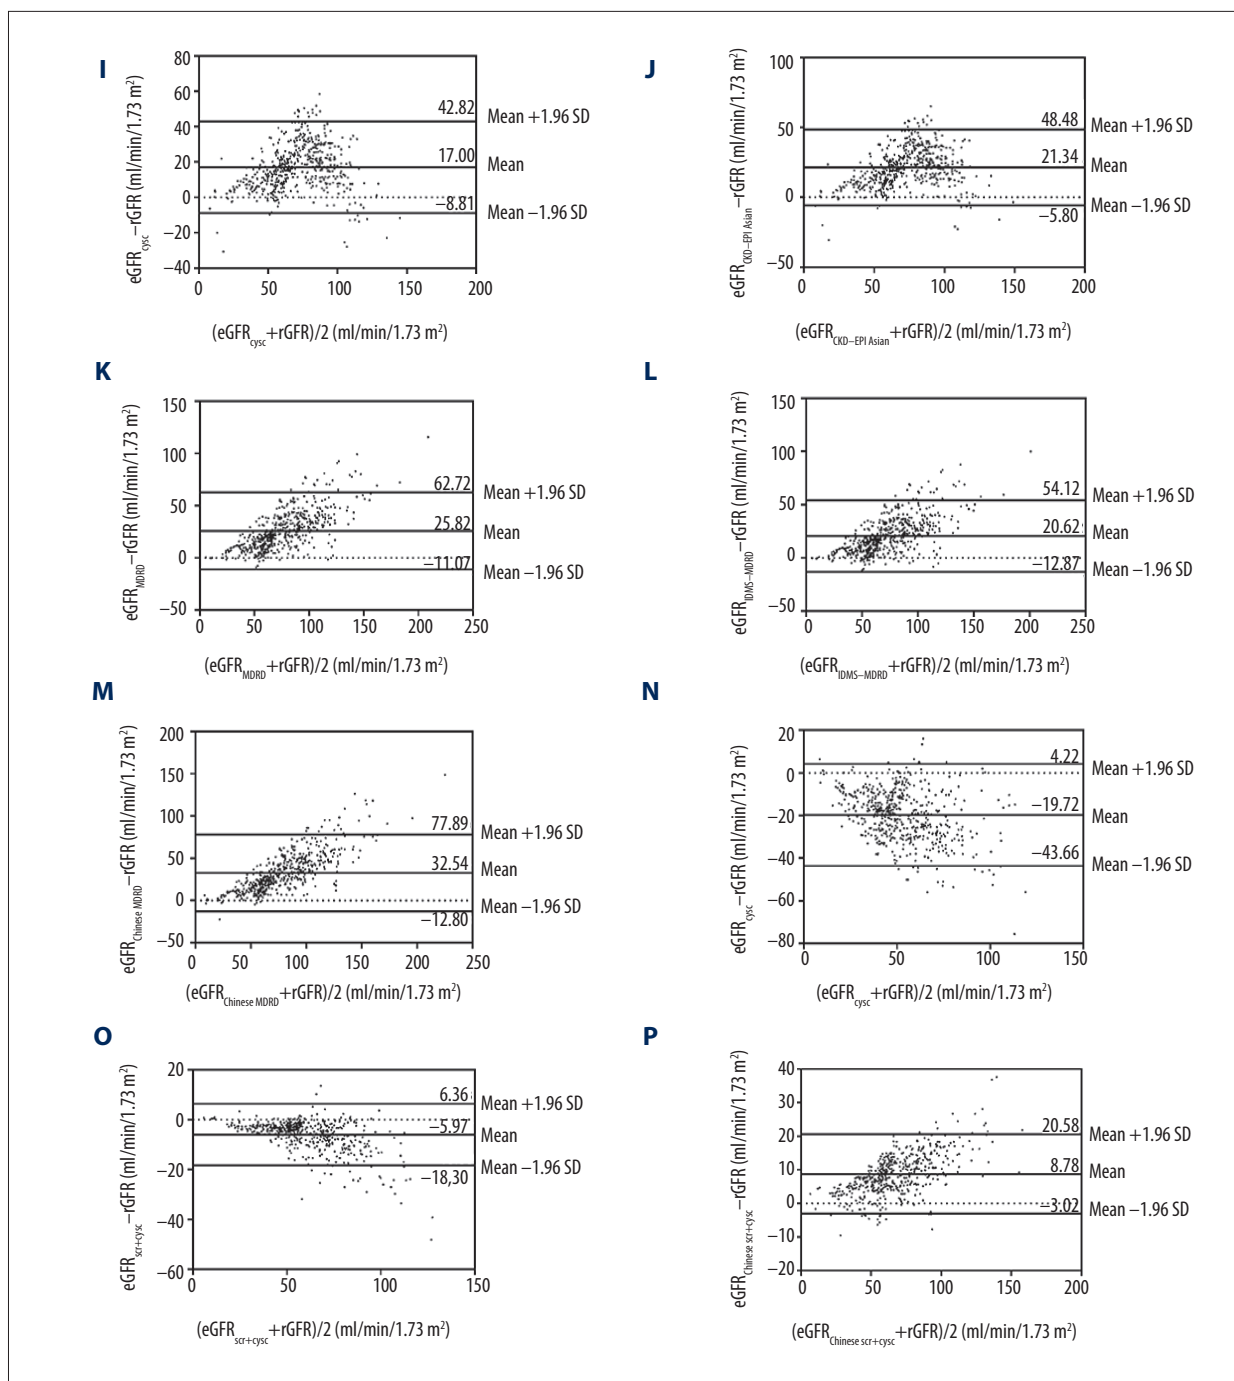 I
eGFRcysc−rGFR (ml/min/1.73 m²)
80
60
40
20
0
−20
−40
42.82
17.00
−8.81
Mean +1.96 SD
Mean
Mean −1.96 SD
0 50 100 150 200
(eGFRcysc+rGFR)/2 (ml/min/1.73 m²)
J
eGFRCKD−EPI Asian−rGFR (ml/min/1.73 m²)
100
50
0
−50
48.48
21.34
−5.80
Mean +1.96 SD
Mean
Mean −1.96 SD
0 50 100 150 200
(eGFRCKD−EPI Asian+rGFR)/2 (ml/min/1.73 m²)
K
eGFRMDRD−rGFR (ml/min/1.73 m²)
150
100
50
0
−50
62.72
25.82
−11.07
Mean +1.96 SD
Mean
Mean −1.96 SD
0 50 100 150 200 250
(eGFRMDRD+rGFR)/2 (ml/min/1.73 m²)
L
eGFRIDMS−MDRD−rGFR (ml/min/1.73 m²)
150
100
50
0
−50
54.12
20.62
−12.87
Mean +1.96 SD
Mean
Mean −1.96 SD
0 50 100 150 200 250
(eGFRIDMS−MDRD+rGFR)/2 (ml/min/1.73 m²)
M
eGFRChinese MDRD−rGFR (ml/min/1.73 m²)
200
150
100
50
0
−50
77.89
32.54
−12.80
Mean +1.96 SD
Mean
Mean −1.96 SD
0 50 100 150 200 250
(eGFRChinese MDRD+rGFR)/2 (ml/min/1.73 m²)
N
eGFRcysc−rGFR (ml/min/1.73 m²)
20
0
−20
−40
−60
−80
4.22
−19.72
−43.66
Mean +1.96 SD
Mean
Mean −1.96 SD
0 50 100 150
(eGFRcysc+rGFR)/2 (ml/min/1.73 m²)
O
eGFRscr+cysc−rGFR (ml/min/1.73 m²)
20
0
−20
−40
−60
6.36
−5.97
−18,30
Mean +1.96 SD
Mean
Mean −1.96 SD
0 50 100 150
(eGFRscr+cysc+rGFR)/2 (ml/min/1.73 m²)
P
eGFRChinese scr+cysc−rGFR (ml/min/1.73 m²)
40
30
20
10
0
−10
−20
20.58
8.78
−3.02
Mean +1.96 SD
Mean
Mean −1.96 SD
0 50 100 150 200
(eGFRChinese scr+cysc+rGFR)/2 (ml/min/1.73 m²)